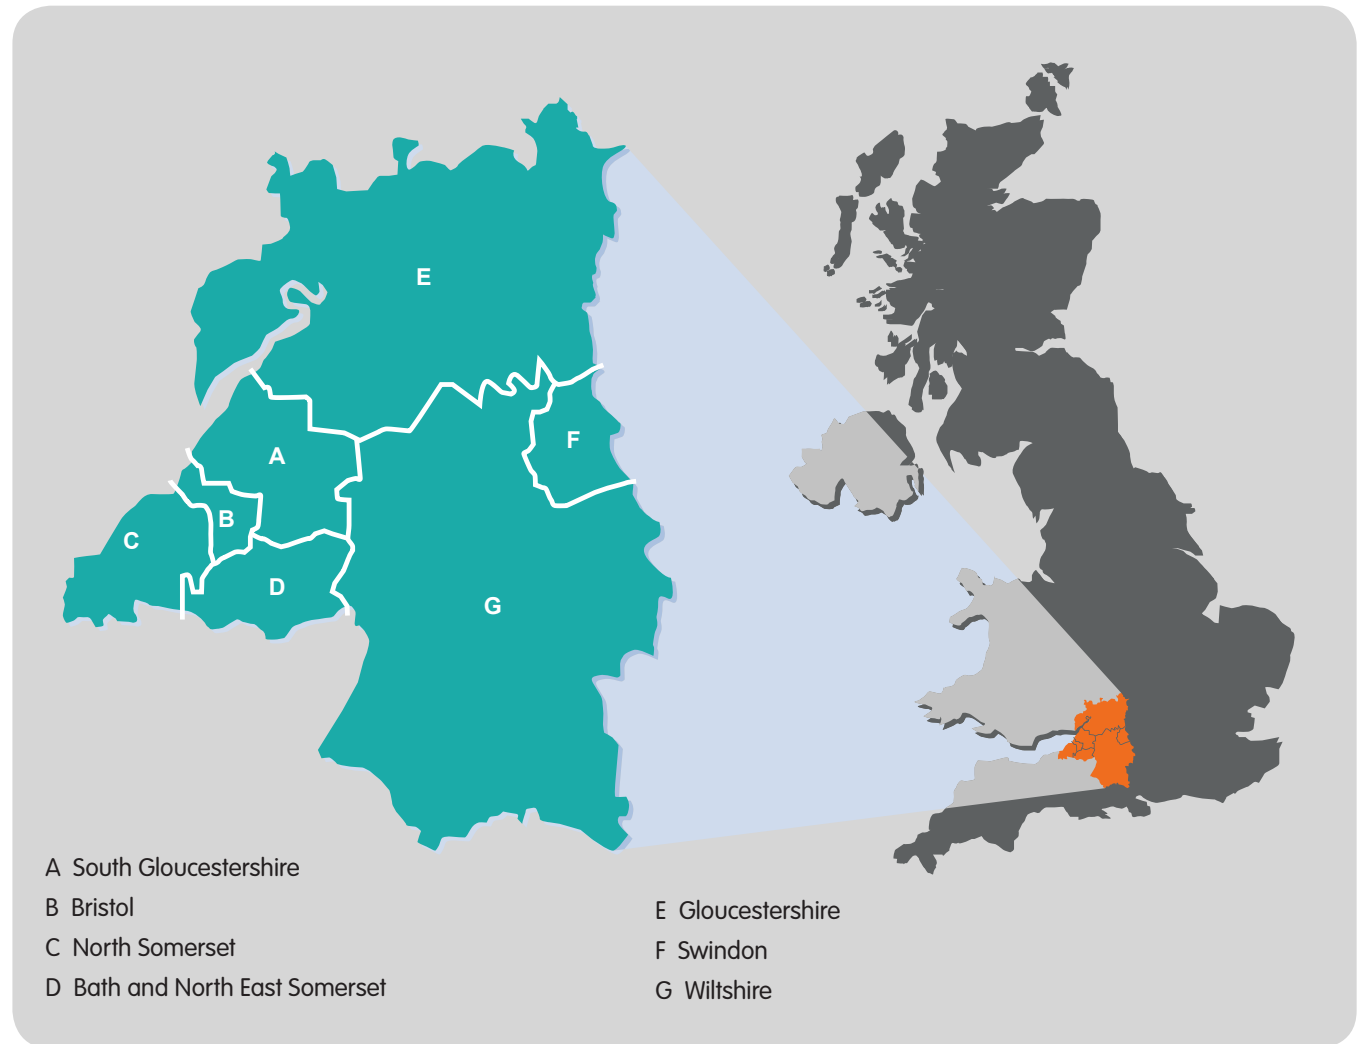 E
A
F
B
C
D
G
A South Gloucestershire
B Bristol
C North Somerset
D Bath and North East Somerset
E Gloucestershire
F Swindon
G Wiltshire